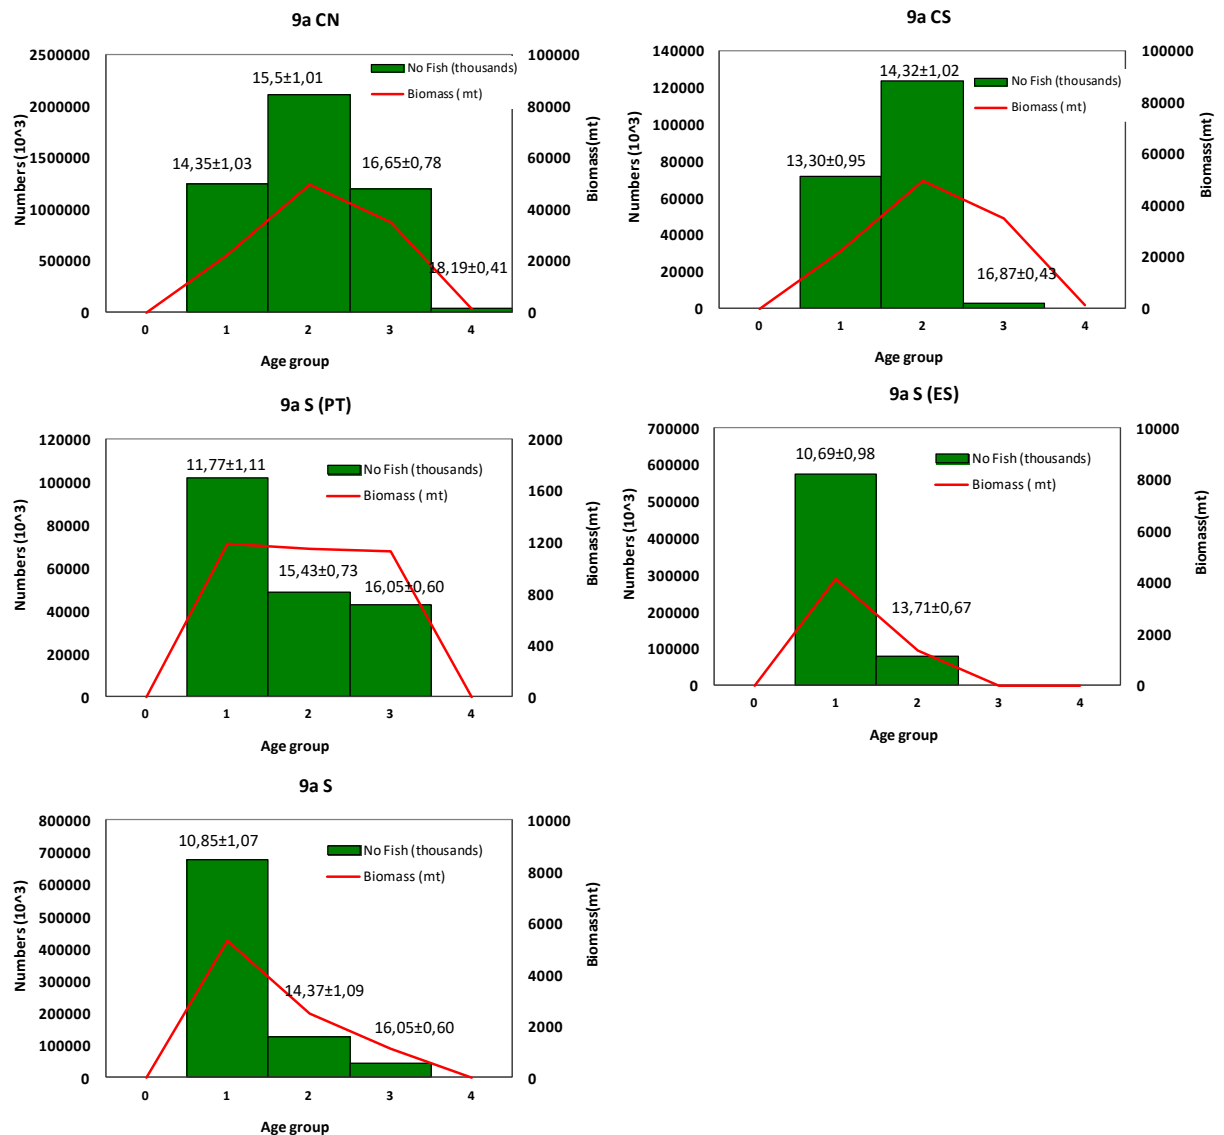 9a CN
2500000
2000000
1500000
1000000
500000
0
Numbers (10^3)
100000
80000
60000
40000
20000
0
Biomass(mt)
No Fish (thousands)
Biomass ( mt)
14,35±1,03
15,5±1,01
16,65±0,78
18,19±0,41
0 1 2 3 4
Age group
9a CS
140000
120000
100000
80000
60000
40000
20000
0
Numbers (10^3)
100000
80000
60000
40000
20000
0
Biomass(mt)
No Fish (thousands)
Biomass ( mt)
13,30±0,95
14,32±1,02
16,87±0,43
0 1 2 3 4
Age group
9a S (PT)
120000
100000
80000
60000
40000
20000
0
Numbers (10^3)
2000
1600
1200
800
400
0
Biomass(mt)
No Fish (thousands)
Biomass ( mt)
11,77±1,11
15,43±0,73
16,05±0,60
0 1 2 3 4
Age group
9a S (ES)
700000
600000
500000
400000
300000
200000
100000
0
Numbers (10^3)
10000
8000
6000
4000
2000
0
Biomass(mt)
No Fish (thousands)
Biomass ( mt)
10,69±0,98
13,71±0,67
0 1 2 3 4
Age group
9a S
800000
700000
600000
500000
400000
300000
200000
100000
0
Numbers (10^3)
10000
8000
6000
4000
2000
0
Biomass(mt)
No Fish (thousands)
Biomass (mt)
10,85±1,07
14,37±1,09
16,05±0,60
0 1 2 3 4
Age group